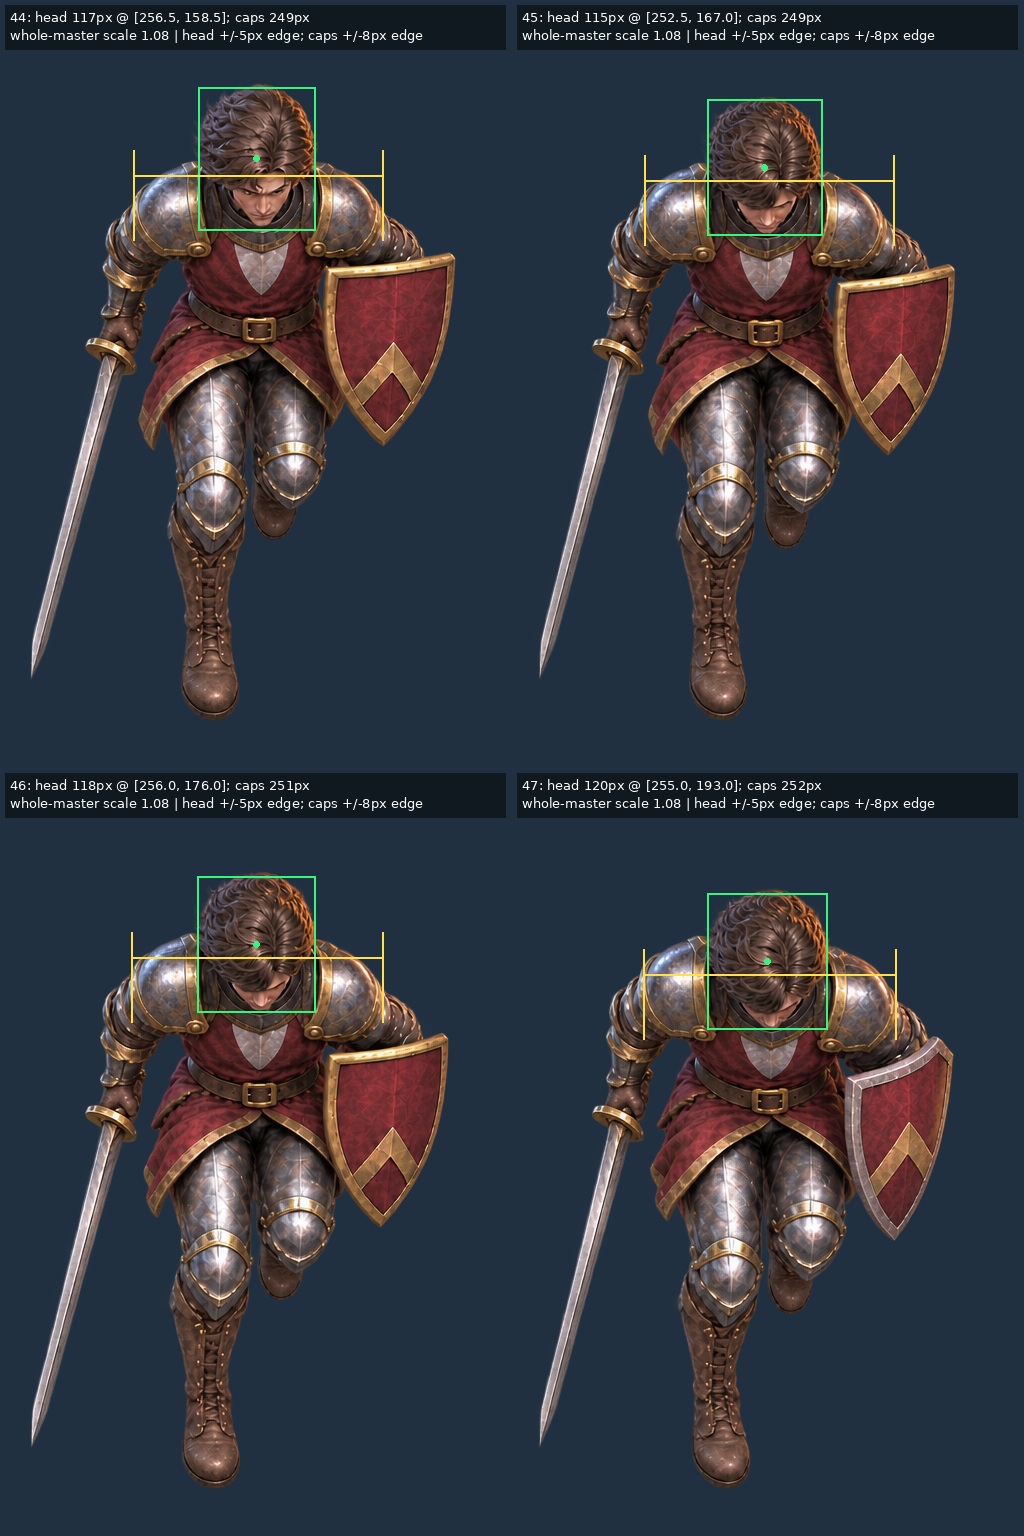 44: head 117px @ [256.5, 158.5]; caps 249px
whole-master scale 1.08 | head +/-5px edge; caps +/-8px edge
45: head 115px @ [252.5, 167.0]; caps 249px
whole-master scale 1.08 | head +/-5px edge; caps +/-8px edge
46: head 118px @ [256.0, 176.0]; caps 251px
whole-master scale 1.08 | head +/-5px edge; caps +/-8px edge
47: head 120px @ [255.0, 193.0]; caps 252px
whole-master scale 1.08 | head +/-5px edge; caps +/-8px edge